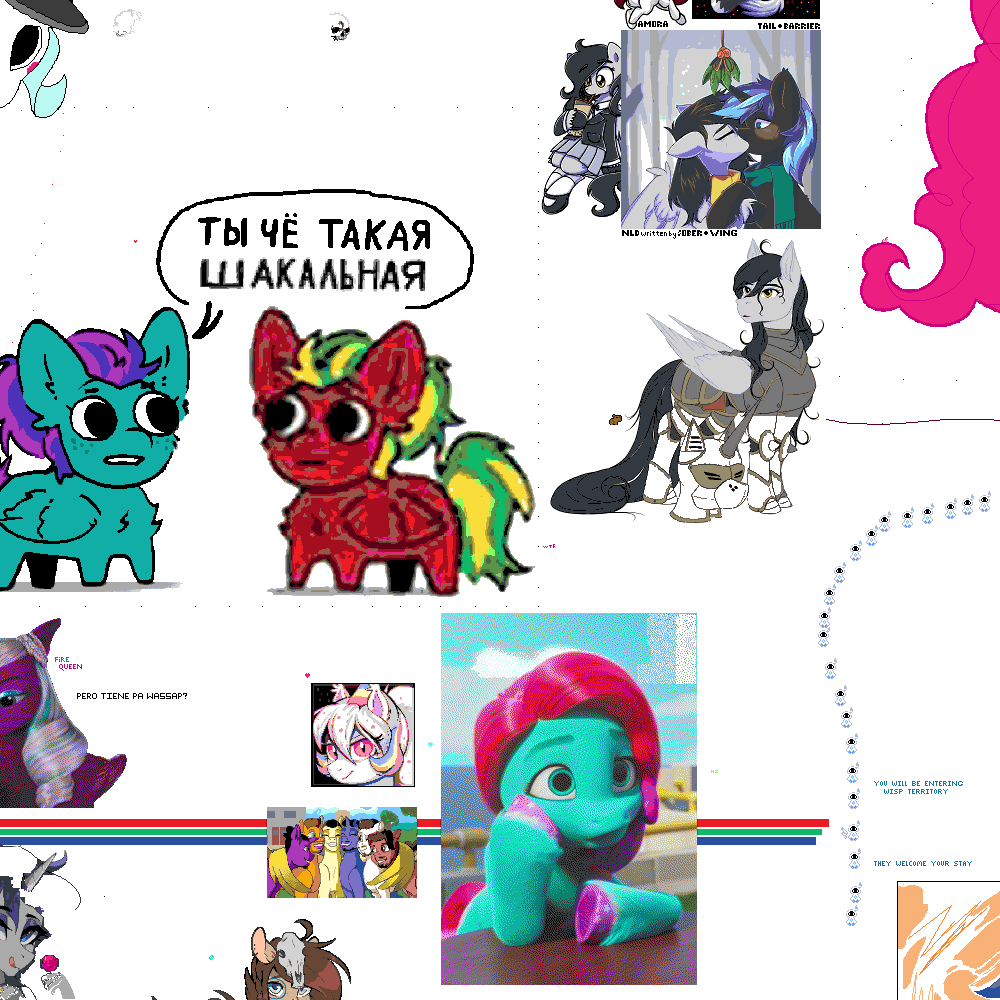 AMORA
TAIL♦BARRIER
NLD written by SOBER♦WING
ТЫ ЧЁ ТАКАЯ
ШАКАЛЬНАЯ
WTF
FIRE
QUEEN
PERO TIENE PA WASSAP?
YOU WILL BE ENTERING
WISP TERRITORY
THEY WELCOME YOUR STAY